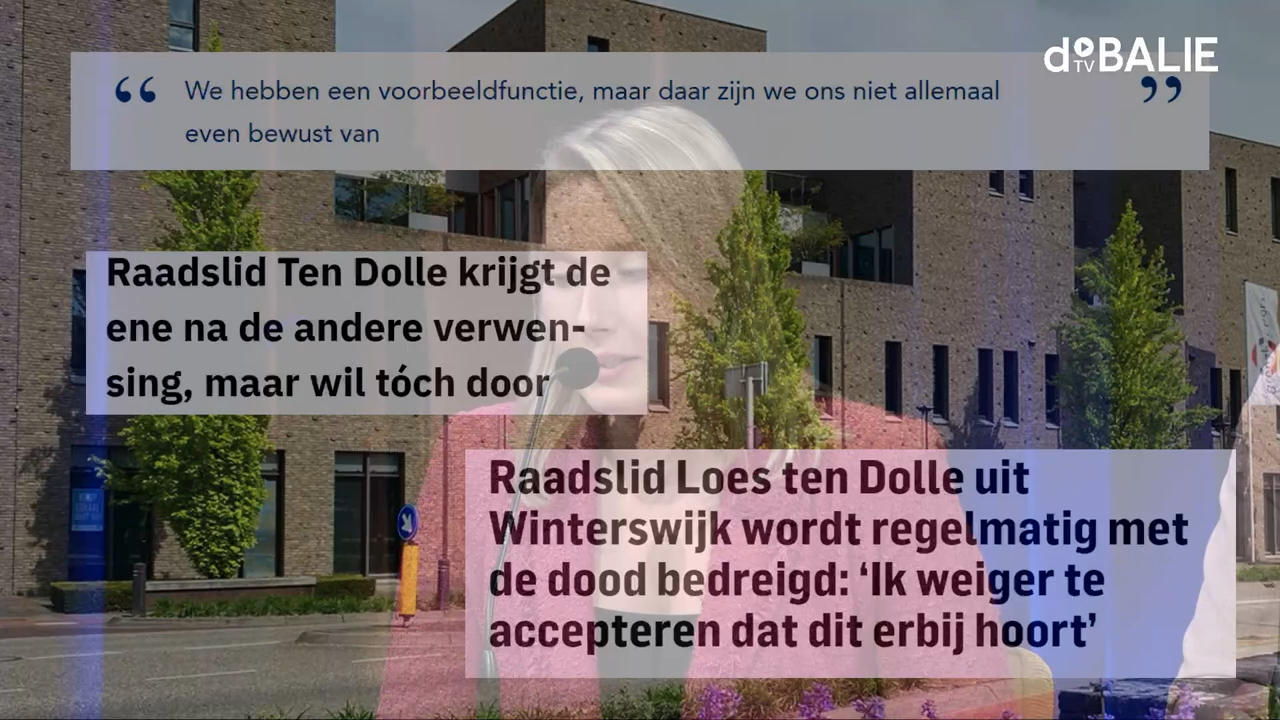 de BALIE
TV
“ We hebben een voorbeeldfunctie, maar daar zijn we ons niet allemaal ”
even bewust van
Raadslid Ten Dolle krijgt de
ene na de andere verwen-
sing, maar wil tóch door
Raadslid Loes ten Dolle uit
Winterswijk wordt regelmatig met
de dood bedreigd: ‘Ik weiger te
accepteren dat dit erbij hoort’